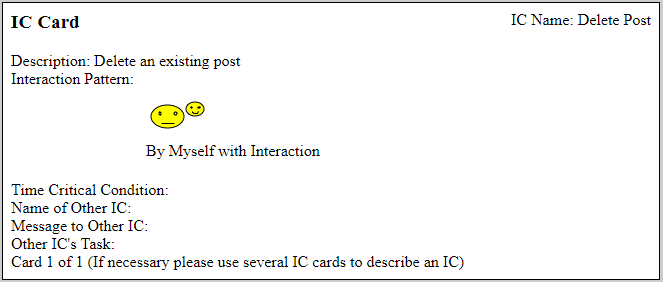 IC Card
IC Name: Delete Post
Description: Delete an existing post
Interaction Pattern:
By Myself with Interaction
Time Critical Condition:
Name of Other IC:
Message to Other IC:
Other IC's Task:
Card 1 of 1 (If necessary please use several IC cards to describe an IC)